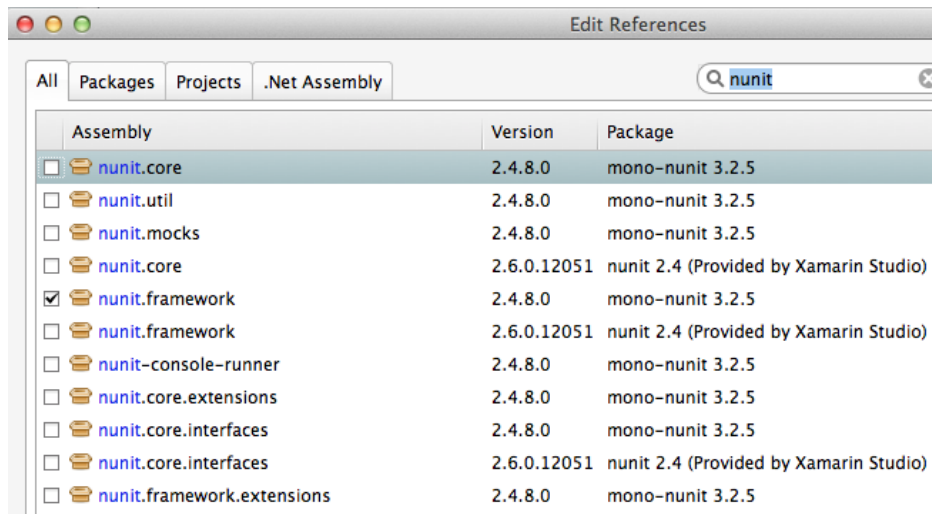 Edit References
All Packages Projects .Net Assembly nunit
Assembly Version Package
nunit.core 2.4.8.0 mono-nunit 3.2.5
nunit.util 2.4.8.0 mono-nunit 3.2.5
nunit.mocks 2.4.8.0 mono-nunit 3.2.5
nunit.core 2.6.0.12051 nunit 2.4 (Provided by Xamarin Studio)
nunit.framework 2.4.8.0 mono-nunit 3.2.5
nunit.framework 2.6.0.12051 nunit 2.4 (Provided by Xamarin Studio)
nunit-console-runner 2.4.8.0 mono-nunit 3.2.5
nunit.core.extensions 2.4.8.0 mono-nunit 3.2.5
nunit.core.interfaces 2.4.8.0 mono-nunit 3.2.5
nunit.core.interfaces 2.6.0.12051 nunit 2.4 (Provided by Xamarin Studio)
nunit.framework.extensions 2.4.8.0 mono-nunit 3.2.5